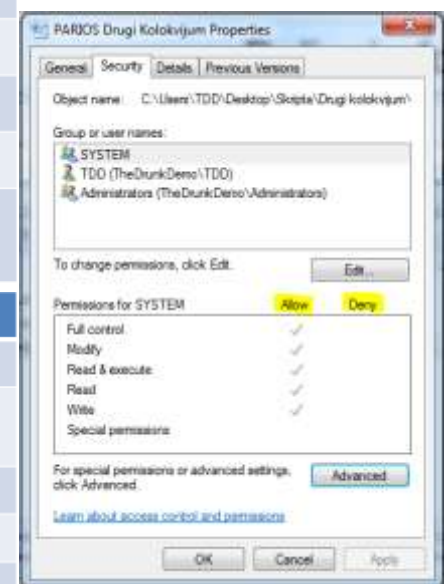 PARIOS Drugi Kolokvijum Properties
General Security Details Previous Versions
Object name: C:\Users\TDD\Desktop\Skripta\Drugi kolokvijum\
Group or user names:
SYSTEM
TDD (TheDrunkDemo\TDD)
Administrators (TheDrunkDemo\Administrators)
To change permissions, click Edit.
Edit...
Permissions for SYSTEM Allow Deny
Full control
Modify
Read & execute
Read
Write
Special permissions
For special permissions or advanced settings,
click Advanced.
Advanced
Learn about access control and permissions
OK Cancel Apply